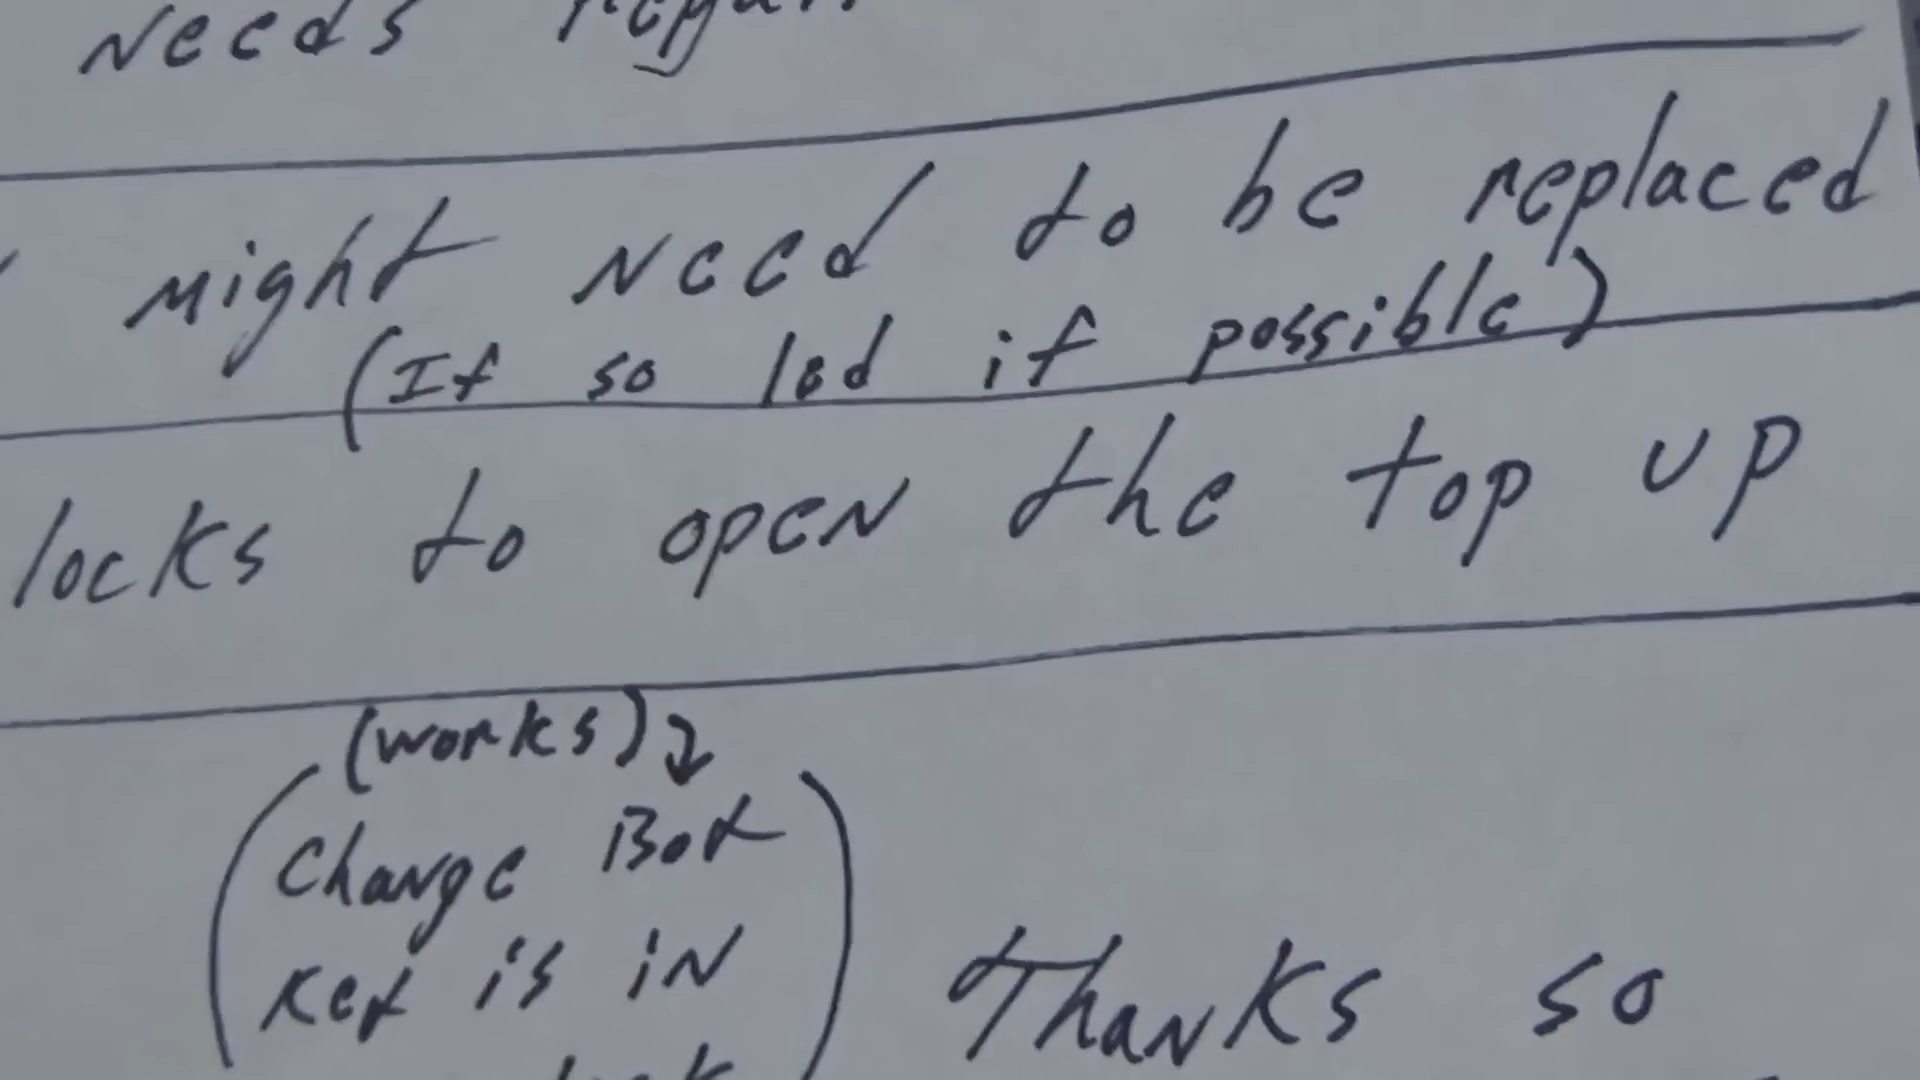 Needs repair
might need to be replaced
(If so led if possible)
locks to open the top up
(works)
Change Box
Key is in
Thanks so